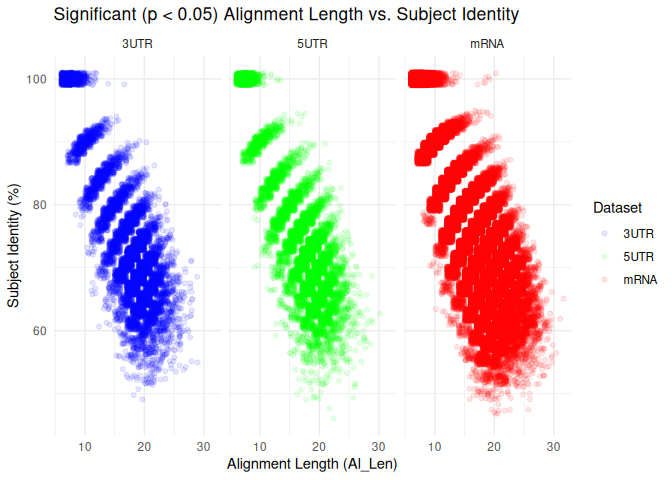 Significant (p < 0.05) Alignment Length vs. Subject Identity
3UTR 5UTR mRNA
100
80
60
Subject Identity (%)
10 20 30 10 20 30 10 20 30
Alignment Length (Al_Len)
Dataset
3UTR
5UTR
mRNA